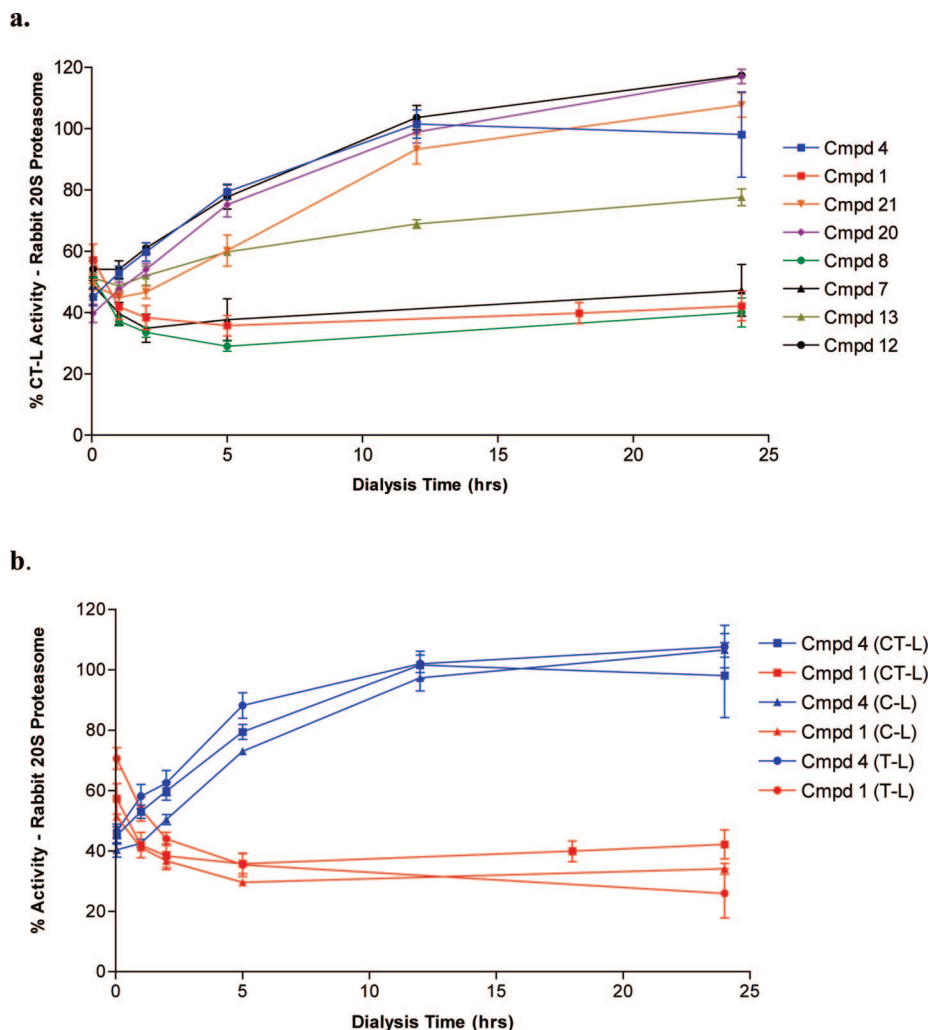 a.
% CT-L Activity - Rabbit 20S Proteasome
120
100
80
60
40
20
0
0 5 10 15 20 25
Dialysis Time (hrs)
Cmpd 4
Cmpd 1
Cmpd 21
Cmpd 20
Cmpd 8
Cmpd 7
Cmpd 13
Cmpd 12
b.
% Activity - Rabbit 20S Proteasome
120
100
80
60
40
20
0
0 5 10 15 20 25
Dialysis Time (hrs)
Cmpd 4 (CT-L)
Cmpd 1 (CT-L)
Cmpd 4 (C-L)
Cmpd 1 (C-L)
Cmpd 4 (T-L)
Cmpd 1 (T-L)